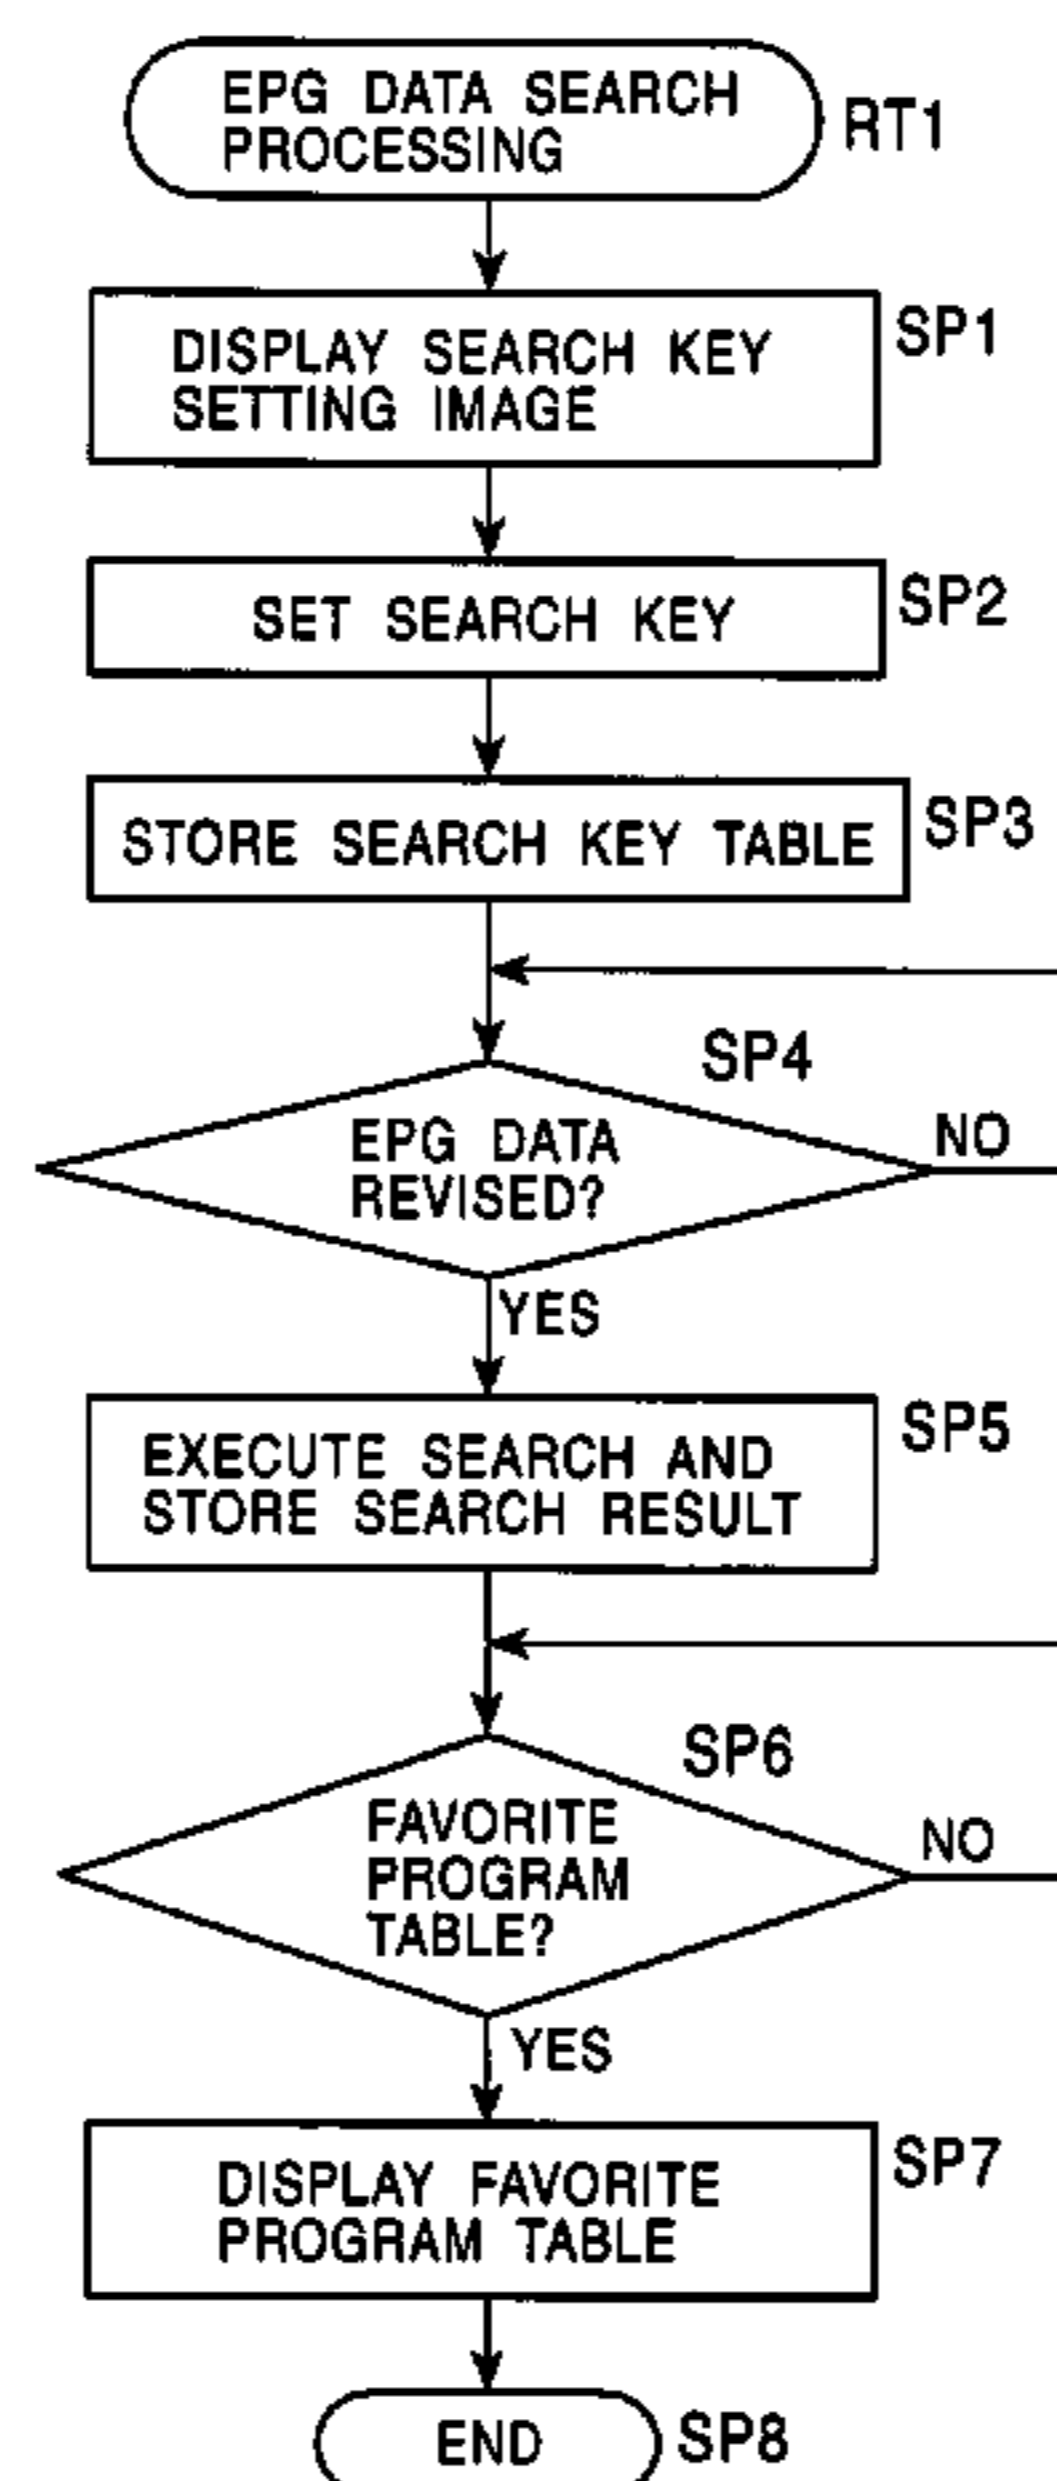 EPG DATA SEARCH
PROCESSING
RT1
DISPLAY SEARCH KEY
SETTING IMAGE
SP1
SET SEARCH KEY
SP2
STORE SEARCH KEY TABLE
SP3
SP4
EPG DATA
REVISED?
NO
YES
EXECUTE SEARCH AND
STORE SEARCH RESULT
SP5
SP6
FAVORITE
PROGRAM
TABLE?
NO
YES
DISPLAY FAVORITE
PROGRAM TABLE
SP7
END
SP8